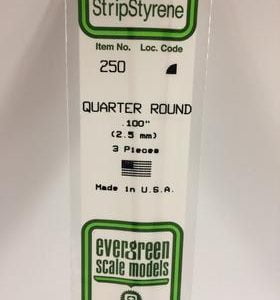 StripStyrene
Item No. Loc. Code
250
QUARTER ROUND
.100"
(2.5 mm)
3 Pieces
Made in U.S.A.
evergreen
scale models